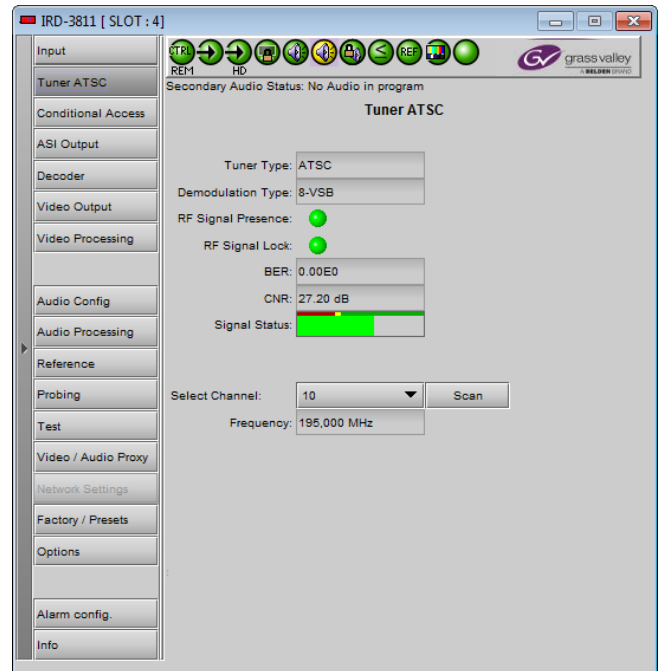 IRD-3811 [ SLOT : 4]
CTRL
REF
REM
HD
grass valley
A BELDEN BRAND
Secondary Audio Status: No Audio in program
Input
Tuner ATSC
Conditional Access
ASI Output
Decoder
Video Output
Video Processing
Audio Config
Audio Processing
Reference
Probing
Test
Video / Audio Proxy
Network Settings
Factory / Presets
Options
Alarm config.
Info
Tuner ATSC
Tuner Type: ATSC
Demodulation Type: 8-VSB
RF Signal Presence:
RF Signal Lock:
BER: 0.00E0
CNR: 27.20 dB
Signal Status:
Select Channel: 10 Scan
Frequency: 195,000 MHz